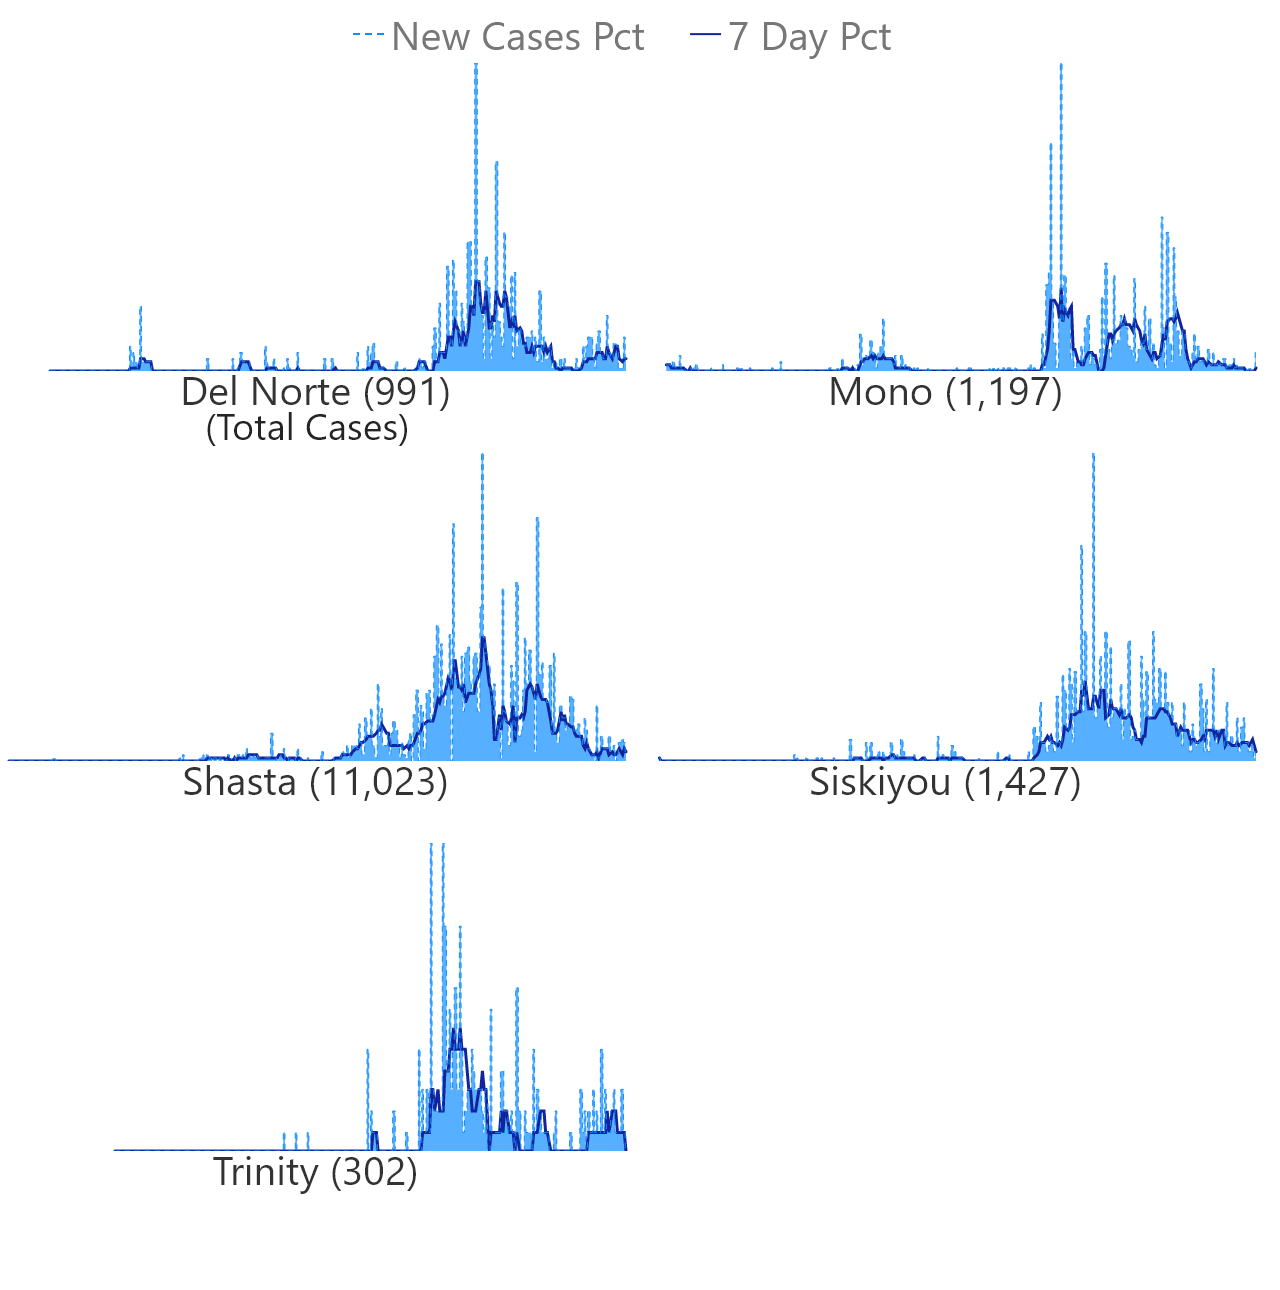 New Cases Pct 7 Day Pct
Del Norte (991) Mono (1,197)
(Total Cases)
Shasta (11,023) Siskiyou (1,427)
Trinity (302)